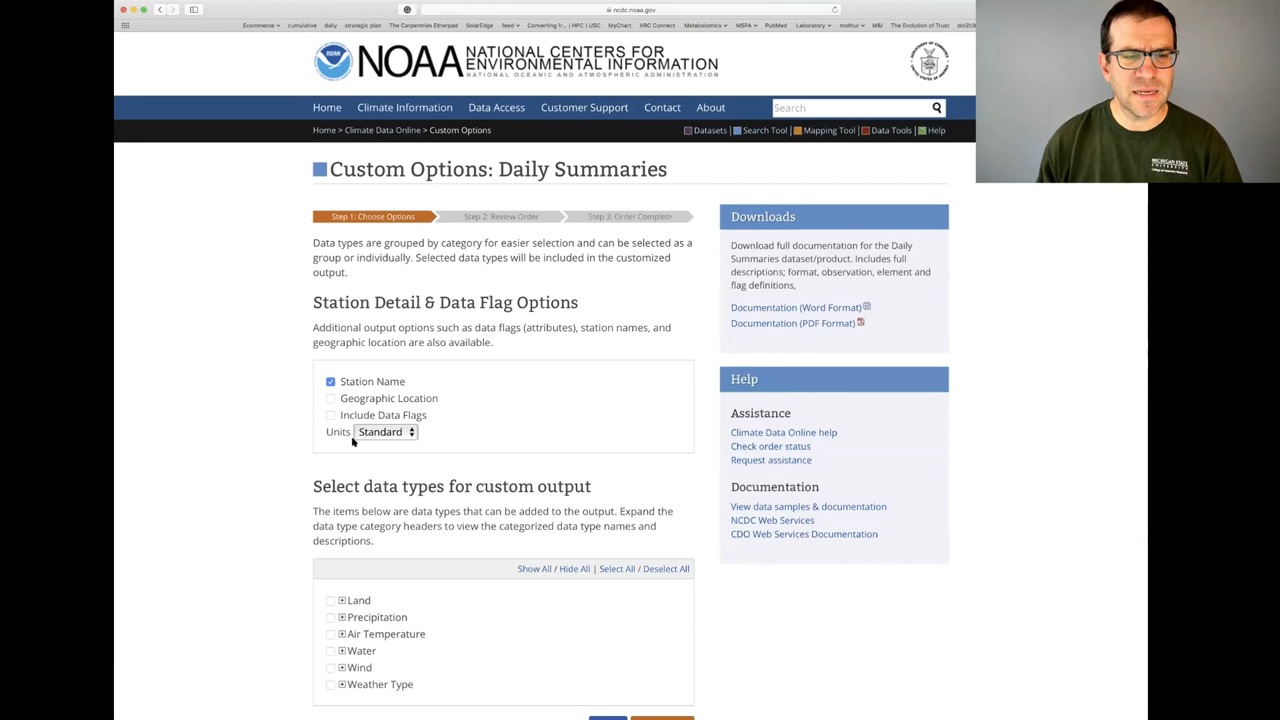 ncdc.noaa.gov
Ecommerce cumulative daily strategic plan The Carpentries Etherpad SolarEdge feed Converting fr... | HPC | USC MyChart ARC Connect Metabolomics MSPA PubMed Laboratory mothur M&I The Evolution of Trust doi2bib
NOAA NATIONAL CENTERS FOR
ENVIRONMENTAL INFORMATION
NATIONAL OCEANIC AND ATMOSPHERIC ADMINISTRATION
Home Climate Information Data Access Customer Support Contact About Search
Home > Climate Data Online > Custom Options Datasets Search Tool Mapping Tool Data Tools Help
MICHIGAN STATE
UNIVERSITY
Custom Options: Daily Summaries
Step 1: Choose Options Step 2: Review Order Step 3: Order Complete
Data types are grouped by category for easier selection and can be selected as a
group or individually. Selected data types will be included in the customized
output.
Station Detail & Data Flag Options
Additional output options such as data flags (attributes), station names, and
geographic location are also available.
Station Name
Geographic Location
Include Data Flags
Units Standard
Select data types for custom output
The items below are data types that can be added to the output. Expand the
data type category headers to view the categorized data type names and
descriptions.
Show All / Hide All | Select All / Deselect All
Land
Precipitation
Air Temperature
Water
Wind
Weather Type
Downloads
Download full documentation for the Daily
Summaries dataset/product. Includes full
descriptions; format, observation, element and
flag definitions,
Documentation (Word Format)
Documentation (PDF Format)
Help
Assistance
Climate Data Online help
Check order status
Request assistance
Documentation
View data samples & documentation
NCDC Web Services
CDO Web Services Documentation